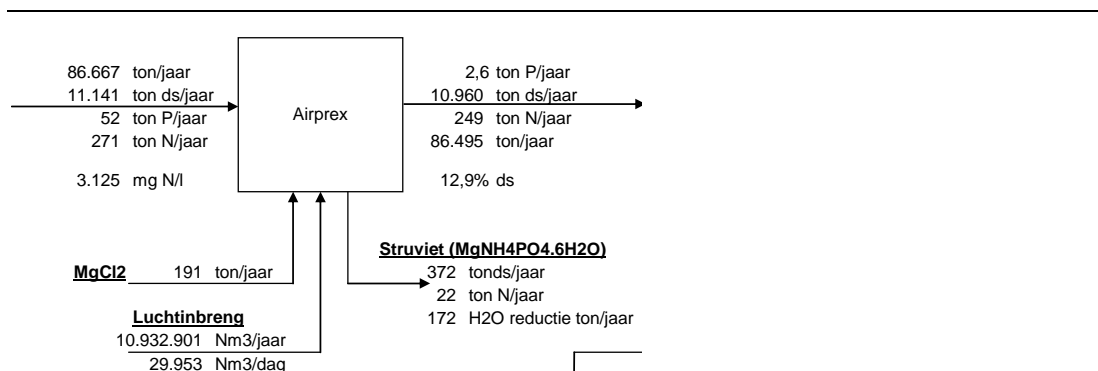 86.667 ton/jaar
11.141 ton ds/jaar
52 ton P/jaar
271 ton N/jaar
3.125 mg N/l
Airprex
2,6 ton P/jaar
10.960 ton ds/jaar
249 ton N/jaar
86.495 ton/jaar
12,9% ds
MgCl2 191 ton/jaar
Struviet (MgNH4PO4.6H2O)
372 tonds/jaar
22 ton N/jaar
172 H2O reductie ton/jaar
Luchtinbreng
10.932.901 Nm3/jaar
29.953 Nm3/dag